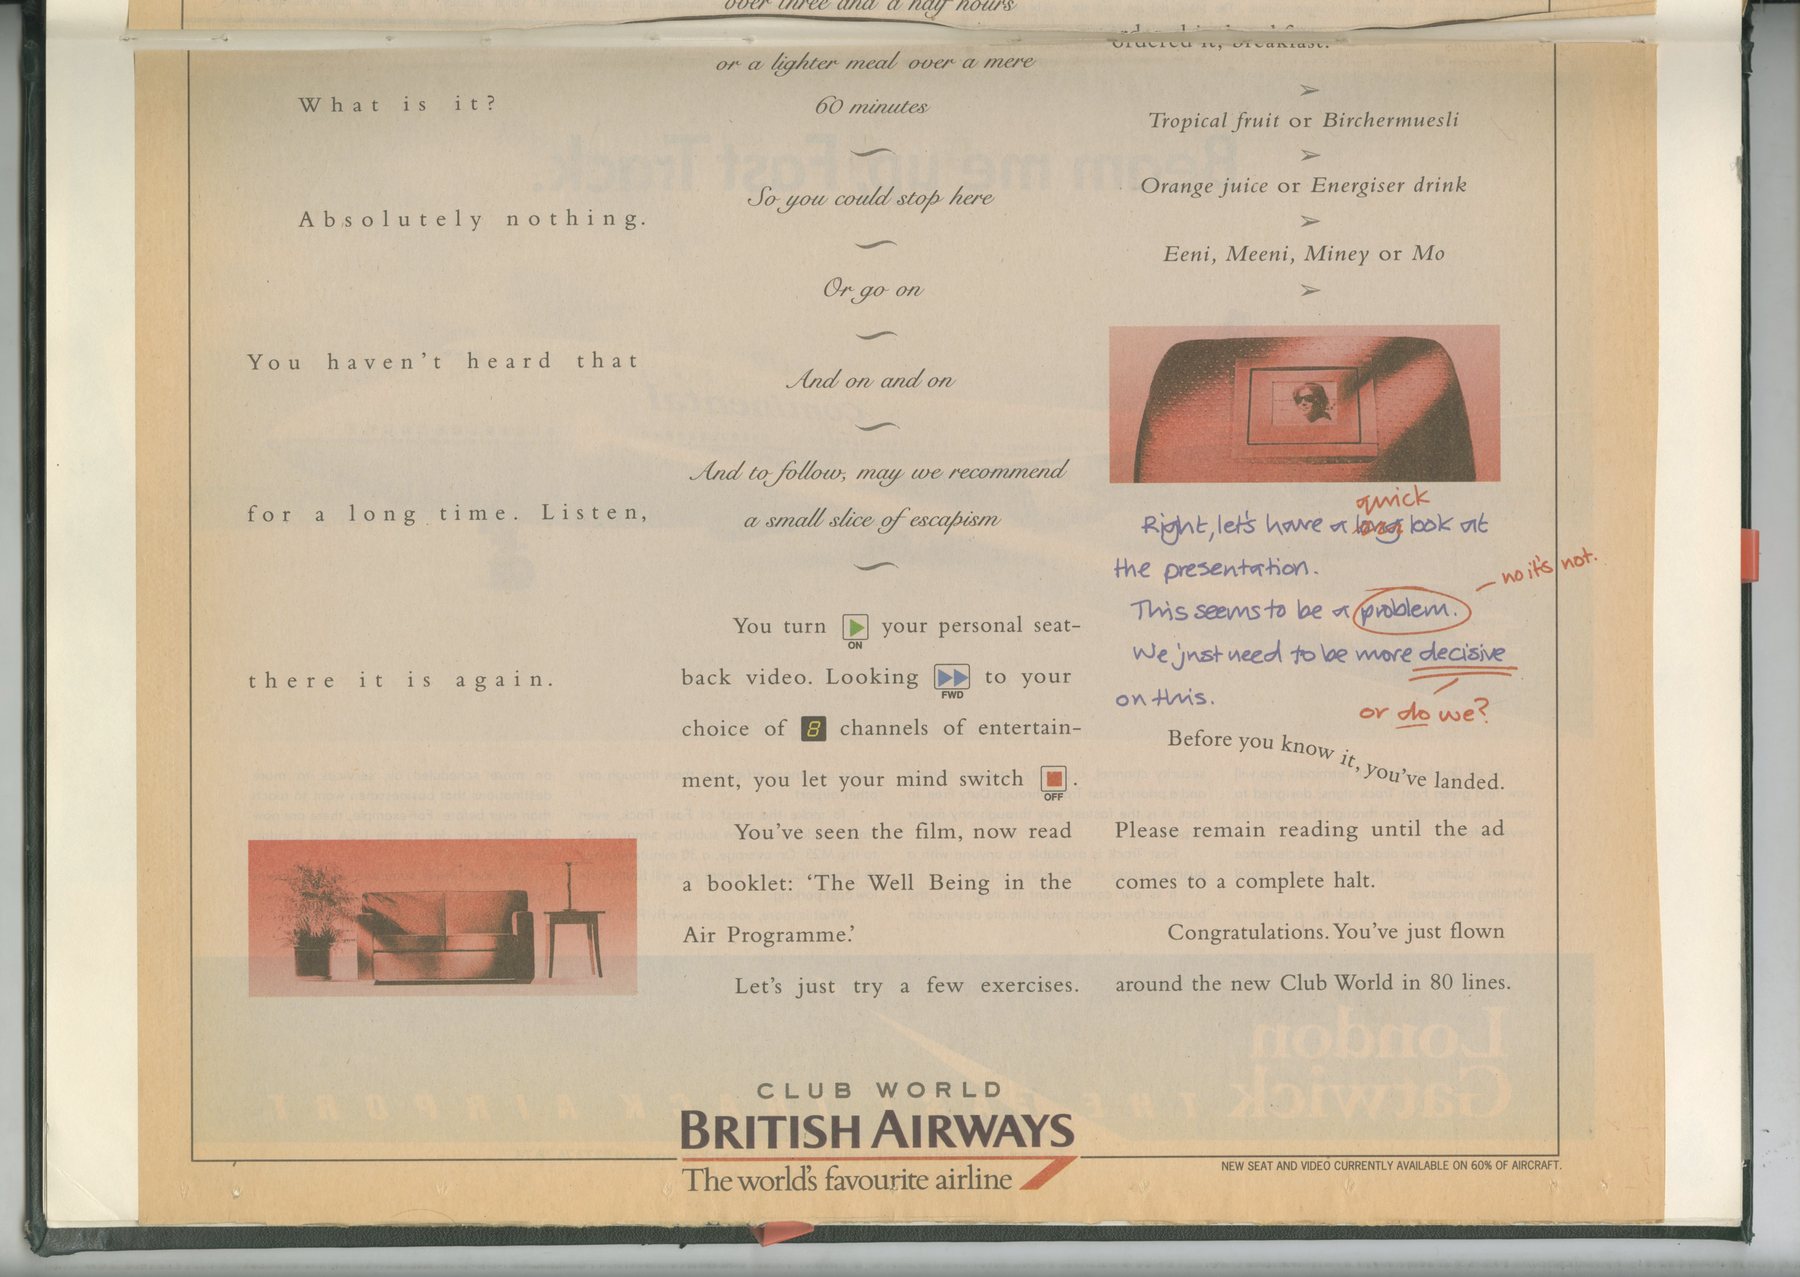 What is it?
Absolutely nothing.
You haven't heard that
for a long time. Listen,
there it is again.
over three and a half hours
or a lighter meal over a mere
60 minutes
So you could stop here
Or go on
And on and on
And to follow, may we recommend
a small slice of escapism
You turn ON your personal seat-
back video. Looking FWD to your
choice of 8 channels of entertain-
ment, you let your mind switch OFF.
You've seen the film, now read
a booklet: 'The Well Being in the
Air Programme.'
Let's just try a few exercises.
ordered it, breakfast.
Tropical fruit or Birchermuesli
Orange juice or Energiser drink
Eeni, Meeni, Miney or Mo
quick
Right, let's have a long look at
the presentation.
no it's not.
This seems to be a problem.
We just need to be more decisive
on this.
or do we?
Before you know it, you've landed.
Please remain reading until the ad
comes to a complete halt.
Congratulations. You've just flown
around the new Club World in 80 lines.
CLUB WORLD
BRITISH AIRWAYS
The world's favourite airline
NEW SEAT AND VIDEO CURRENTLY AVAILABLE ON 60% OF AIRCRAFT.